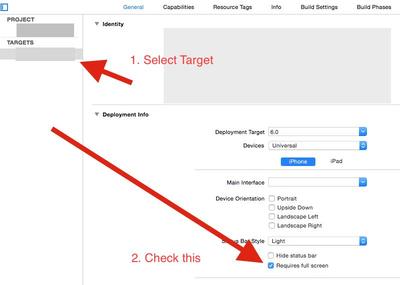 General Capabilities Resource Tags Info Build Settings Build Phases
PROJECT
Identity
TARGETS
1. Select Target
Deployment Info
Deployment Target 6.0
Devices Universal
iPhone iPad
Main Interface
Device Orientation Portrait
Upside Down
Landscape Left
Landscape Right
Status Bar Style Light
2. Check this
Hide status bar
Requires full screen